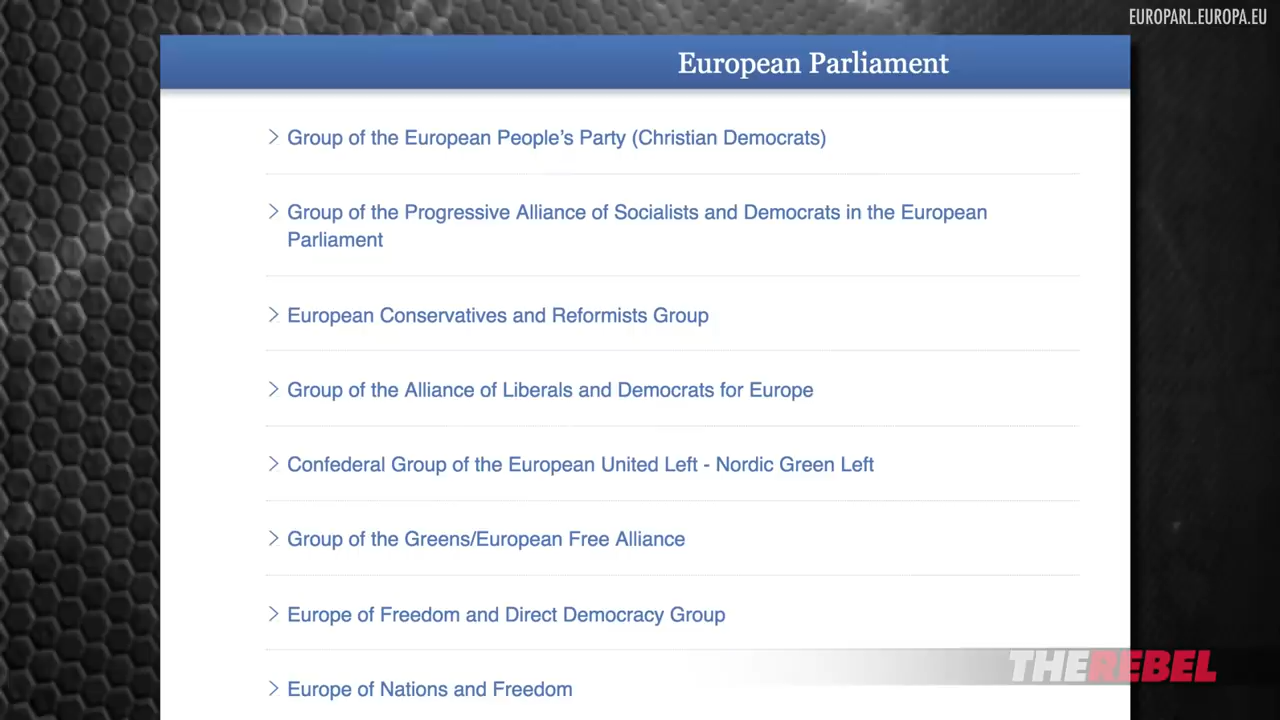 EUROPARL.EUROPA.EU
European Parliament
Group of the European People’s Party (Christian Democrats)
Group of the Progressive Alliance of Socialists and Democrats in the European
Parliament
European Conservatives and Reformists Group
Group of the Alliance of Liberals and Democrats for Europe
Confederal Group of the European United Left - Nordic Green Left
Group of the Greens/European Free Alliance
Europe of Freedom and Direct Democracy Group
THEREBEL
Europe of Nations and Freedom